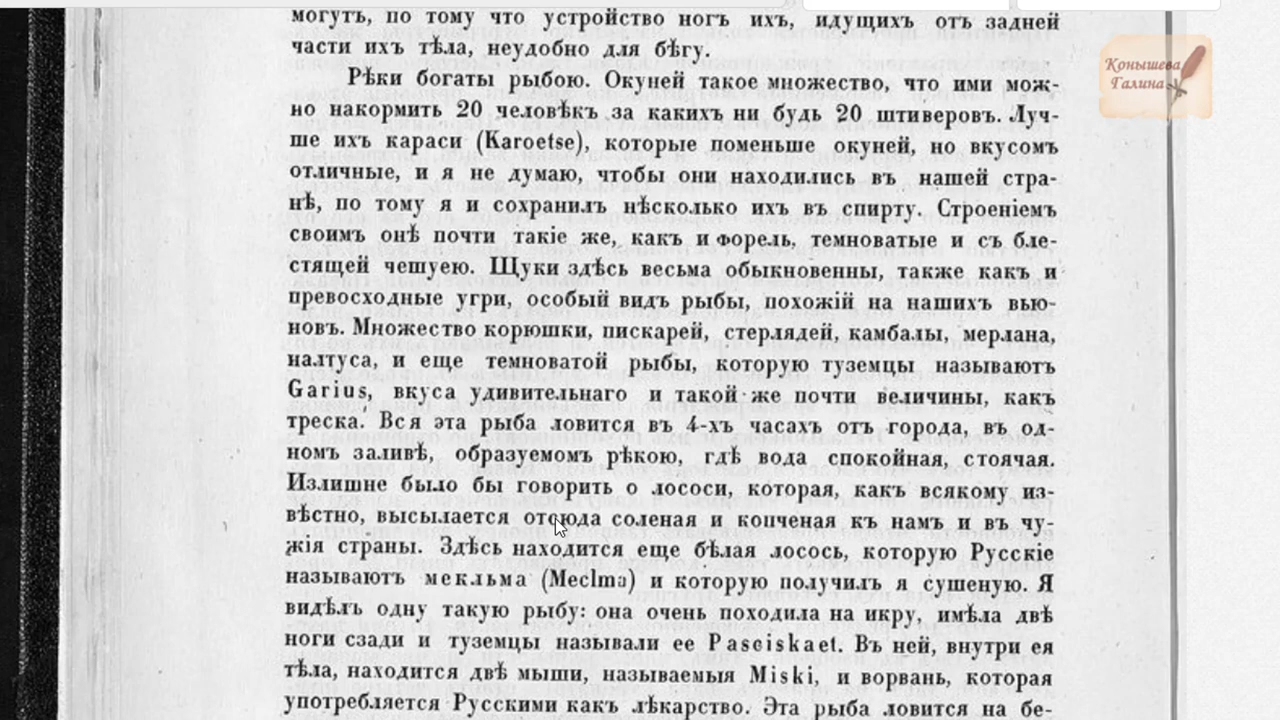 могутъ, по тому что устройство ногъ ихъ, идущихъ отъ задней
части ихъ тѣла, неудобно для бѣгу.
Рѣки богаты рыбою. Окуней такое множество, что ими мож-
но накормить 20 человѣкъ за какихъ ни будь 20 штиверовъ. Луч-
ше ихъ караси (Karoetse), которые поменьше окуней, но вкусомъ
отличные, и я не думаю, чтобы они находились въ нашей стра-
нѣ, по тому я и сохранилъ нѣсколько ихъ въ спирту. Строеніемъ
своимъ онѣ почти такіе же, какъ и форель, темноватые и съ бле-
стящей чешуею. Щуки здѣсь весьма обыкновенны, также какъ и
превосходные угри, особый видъ рыбы, похожій на нашихъ вью-
новъ. Множество корюшки, пискарей, стерлядей, камбалы, мерлана,
налтуса, и еще темноватой рыбы, которую туземцы называютъ
Garius, вкуса удивительнаго и такой же почти величины, какъ
треска. Вся эта рыба ловится въ 4-хъ часахъ отъ города, въ од-
номъ заливѣ, образуемомъ рѣкою, гдѣ вода спокойная, стоячая.
Излишне было бы говорить о лососи, которая, какъ всякому из-
вѣстно, высылается отсюда соленая и копченая къ намъ и въ чу-
жія страны. Здѣсь находится еще бѣлая лосось, которую Русскіе
называютъ мекльма (Meclma) и которую получилъ я сушеную. Я
видѣлъ одну такую рыбу: она очень походила на икру, имѣла двѣ
ноги сзади и туземцы называли ее Pasciskaet. Въ ней, внутри ея
тѣла, находится двѣ мыши, называемыя Miski, и ворвань, которая
употребляется Русскими какъ лѣкарство. Эта рыба ловится на бе-
Конышева
Галина